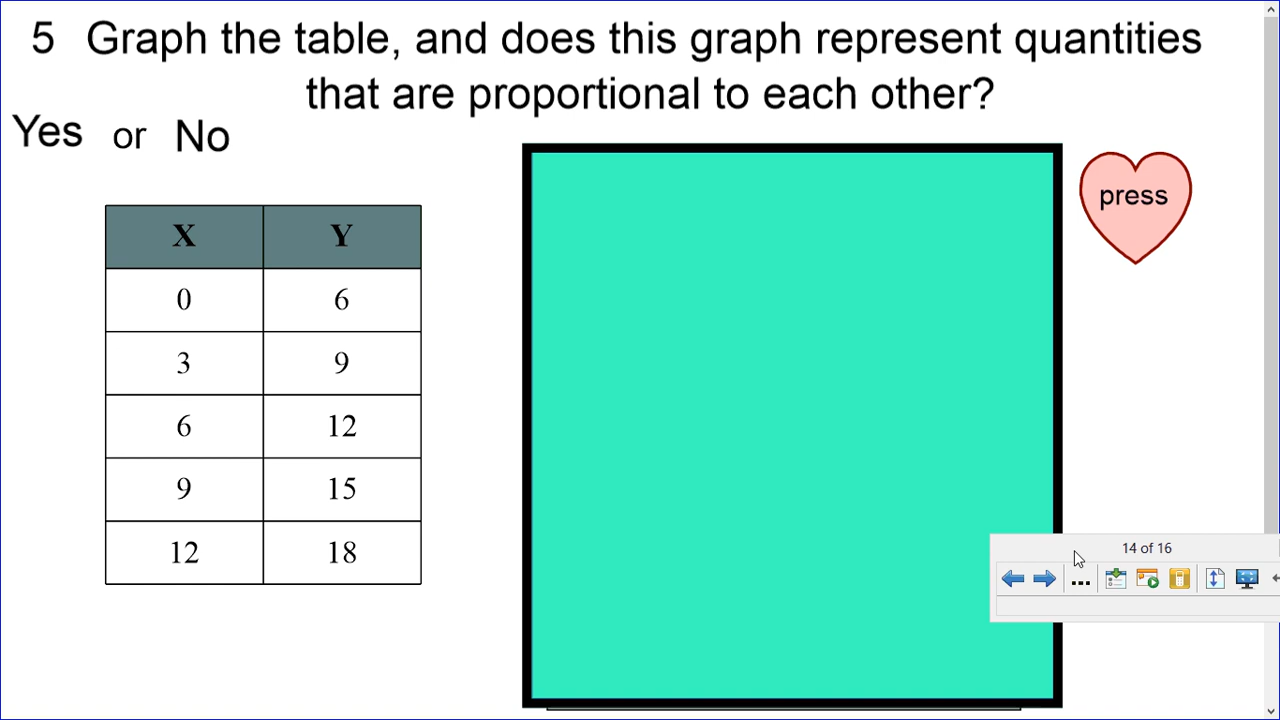 5 Graph the table, and does this graph represent quantities
that are proportional to each other?
Yes or No
press
X Y
0 6
3 9
6 12
9 15
12 18
14 of 16